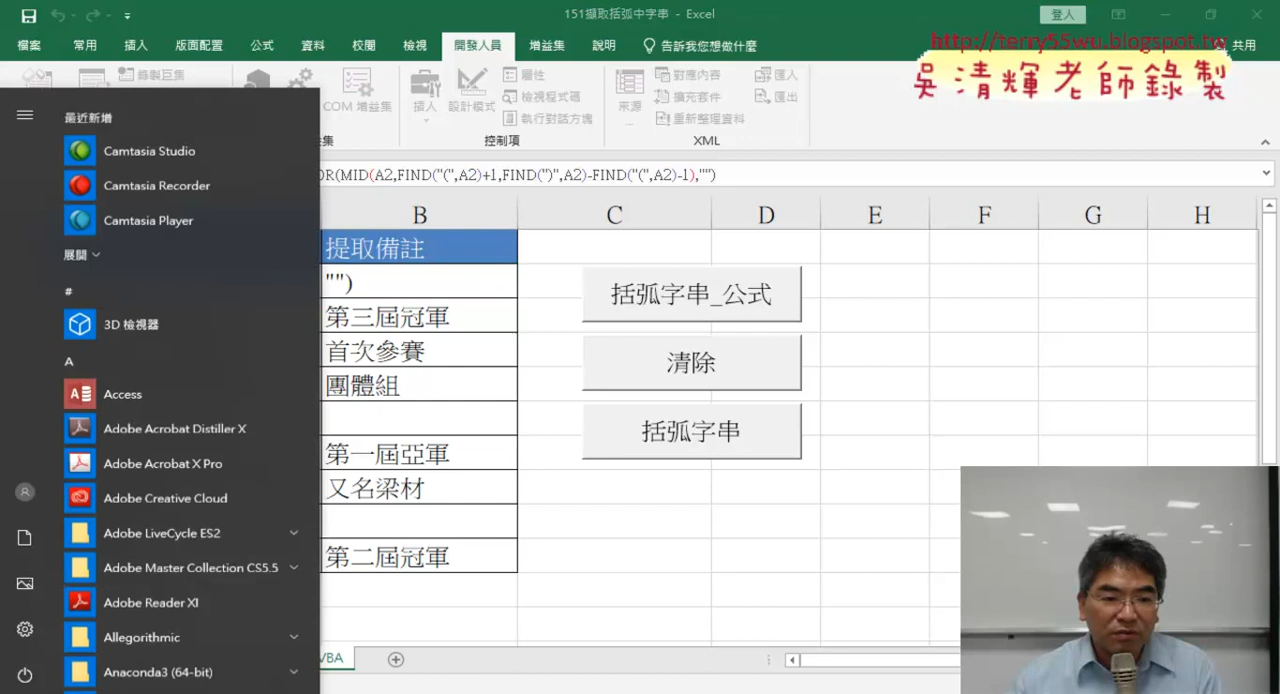 151擷取括弧中字串 - Excel
登入
檔案 常用 插入 版面配置 公式 資料 校閱 檢視 開發人員 增益集 說明 告訴我您想做什麼 共用
http://terry55wu.blogspot.tw
吳清輝老師錄製
錄製巨集
COM 增益集
插入
設計模式
屬性
檢視程式碼
執行對話方塊
控制項
來源
對應內容
擴充套件
重新整理資料
匯入
匯出
XML
集
OR(MID(A2,FIND("(",A2)+1,FIND(")",A2)-FIND("(",A2)-1),"")
B C D E F G H
提取備註
"")
第三屆冠軍
首次參賽
團體組
第一屆亞軍
又名梁材
第二屆冠軍
括弧字串_公式
清除
括弧字串
VBA
最近新增
Camtasia Studio
Camtasia Recorder
Camtasia Player
展開
#
3D 檢視器
A
Access
Adobe Acrobat Distiller X
Adobe Acrobat X Pro
Adobe Creative Cloud
Adobe LiveCycle ES2
Adobe Master Collection CS5.5
Adobe Reader XI
Allegorithmic
Anaconda3 (64-bit)